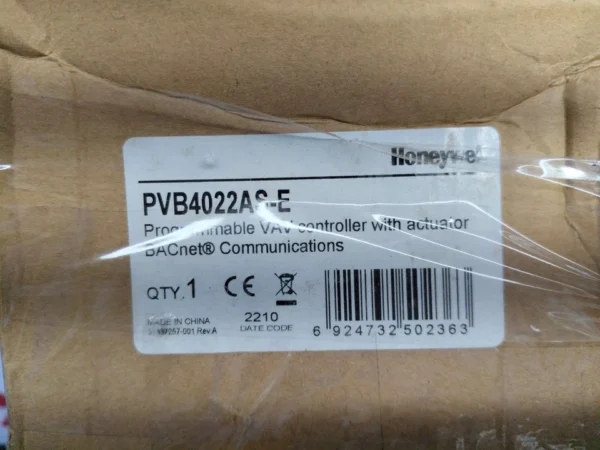 Honeywell
PVB4022AS-E
Programmable VAV controller with actuator
BACnet® Communications
QTY. 1 CE
MADE IN CHINA
2210
DATE CODE
6 924732 502363